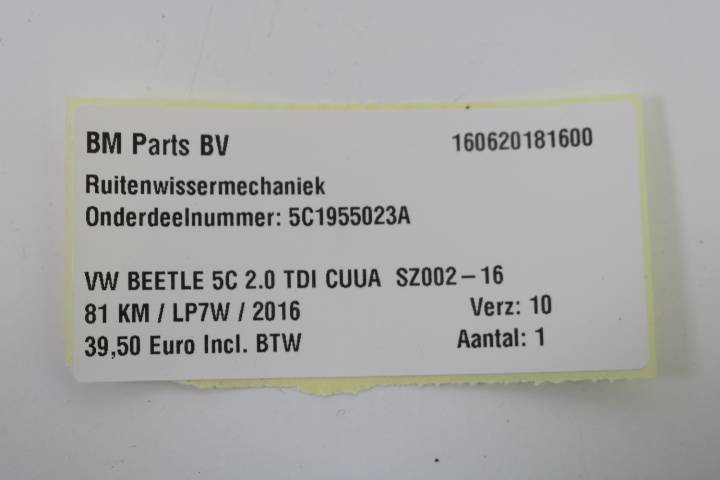 BM Parts BV 160620181600
Ruitenwissermechaniek
Onderdeelnummer: 5C1955023A
VW BEETLE 5C 2.0 TDI CUUA SZ002-16
81 KM / LP7W / 2016 Verz: 10
39,50 Euro Incl. BTW Aantal: 1